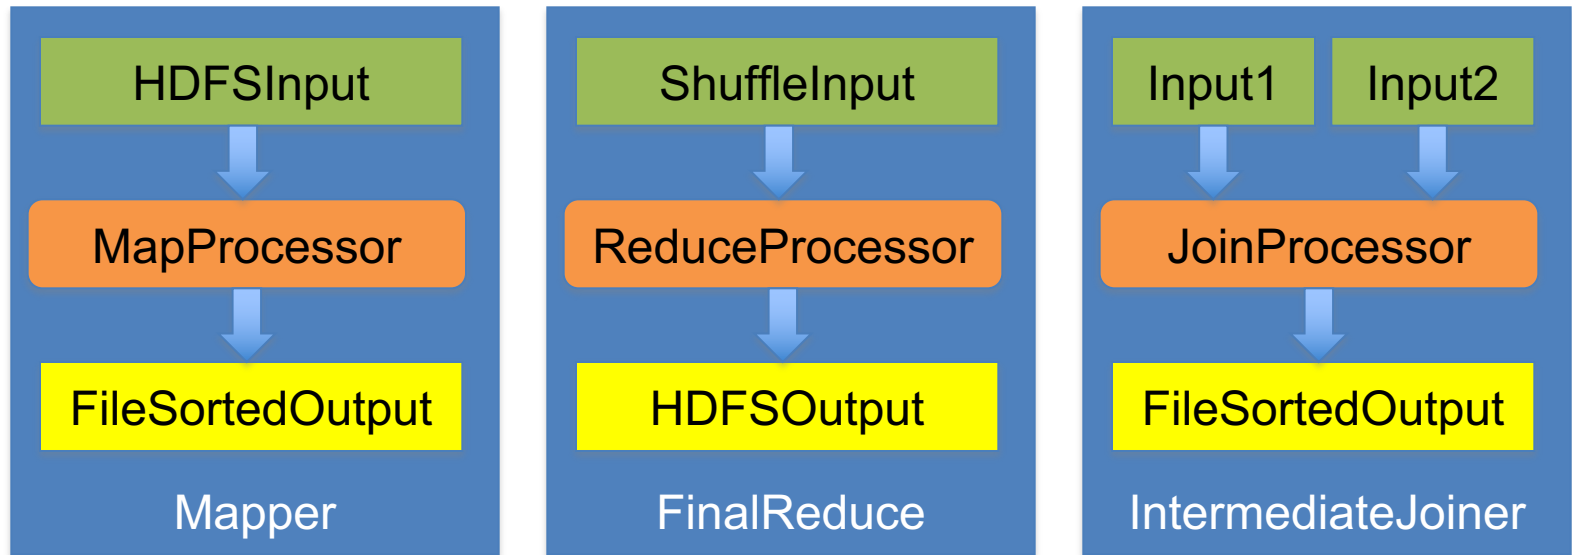 HDFSInput
MapProcessor
FileSortedOutput
Mapper
ShuffleInput
ReduceProcessor
HDFSOutput
FinalReduce
Input1 Input2
JoinProcessor
FileSortedOutput
IntermediateJoiner